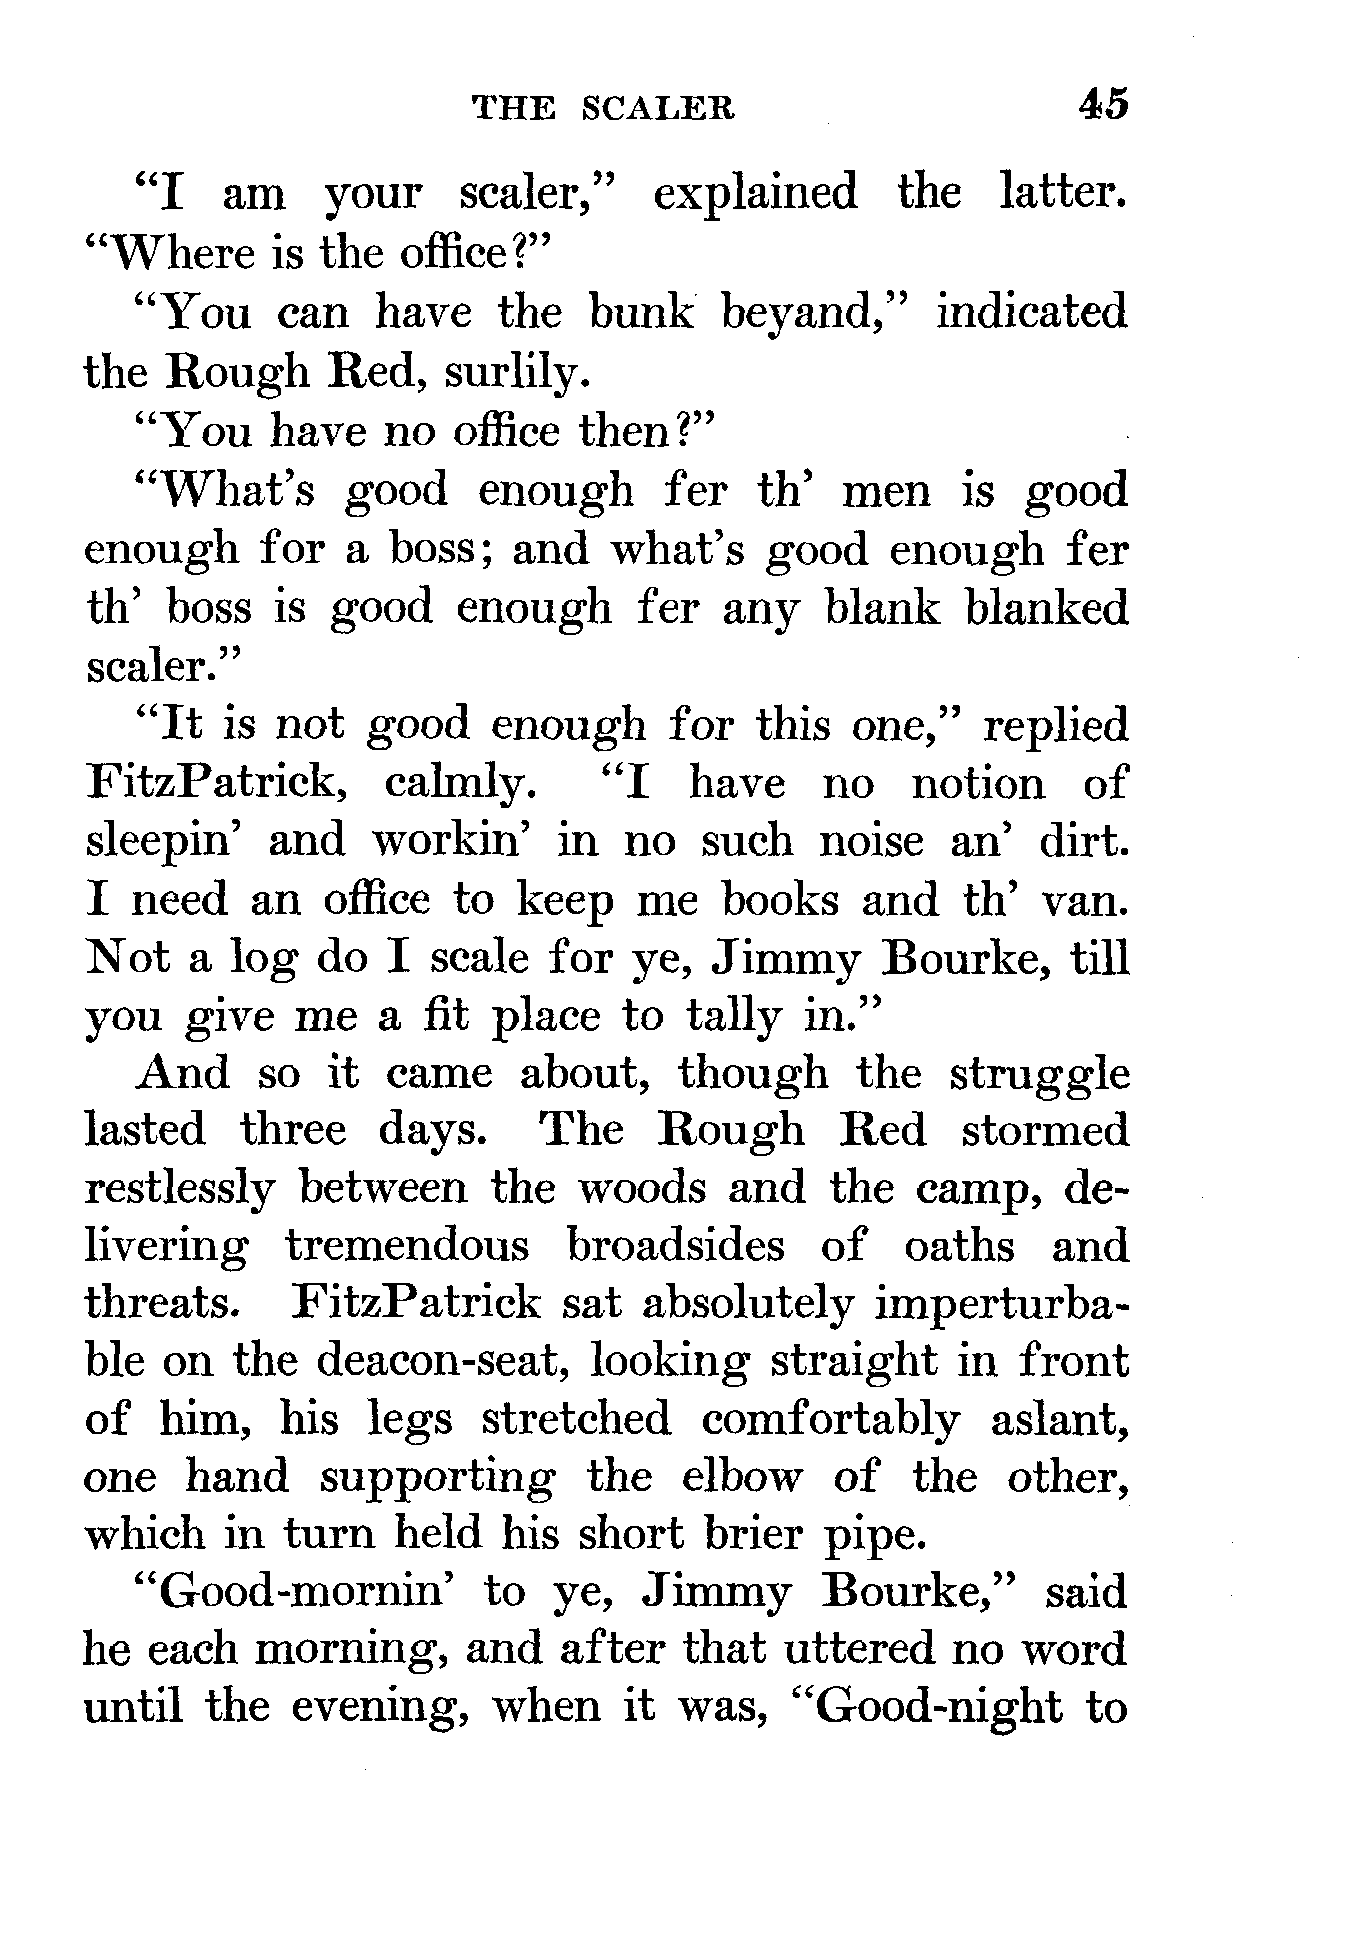 THE SCALER 45
“I am your scaler,” explained the latter.
“Where is the office?”
“You can have the bunk beyand,” indicated
the Rough Red, surlily.
“You have no office then?”
“What’s good enough fer th’ men is good
enough for a boss; and what’s good enough fer
th’ boss is good enough fer any blank blanked
scaler.”
“It is not good enough for this one,” replied
FitzPatrick, calmly. “I have no notion of
sleepin’ and workin’ in no such noise an’ dirt.
I need an office to keep me books and th’ van.
Not a log do I scale for ye, Jimmy Bourke, till
you give me a fit place to tally in.”
And so it came about, though the struggle
lasted three days. The Rough Red stormed
restlessly between the woods and the camp, de-
livering tremendous broadsides of oaths and
threats. FitzPatrick sat absolutely imperturba-
ble on the deacon-seat, looking straight in front
of him, his legs stretched comfortably aslant,
one hand supporting the elbow of the other,
which in turn held his short brier pipe.
“Good-mornin’ to ye, Jimmy Bourke,” said
he each morning, and after that uttered no word
until the evening, when it was, “Good-night to